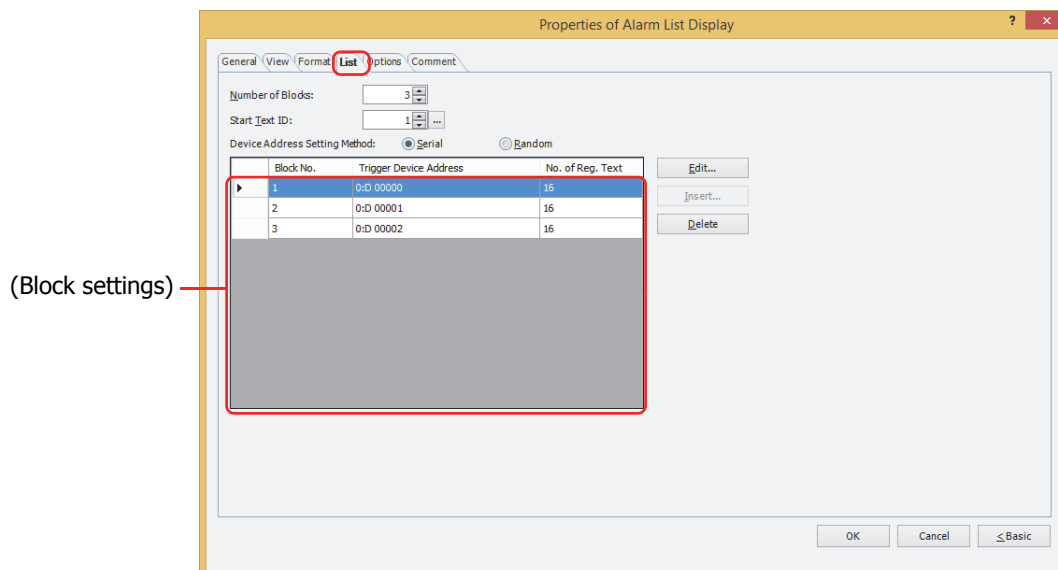 Properties of Alarm List Display ? ×
General View Format List Options Comment
Number of Blocks: 3
Start Text ID: 1 ...
Device Address Setting Method: Serial Random
Block No. Trigger Device Address No. of Reg. Text Edit...
1 0:D 00000 16 Insert...
2 0:D 00001 16
3 0:D 00002 16 Delete
(Block settings)
OK Cancel < Basic